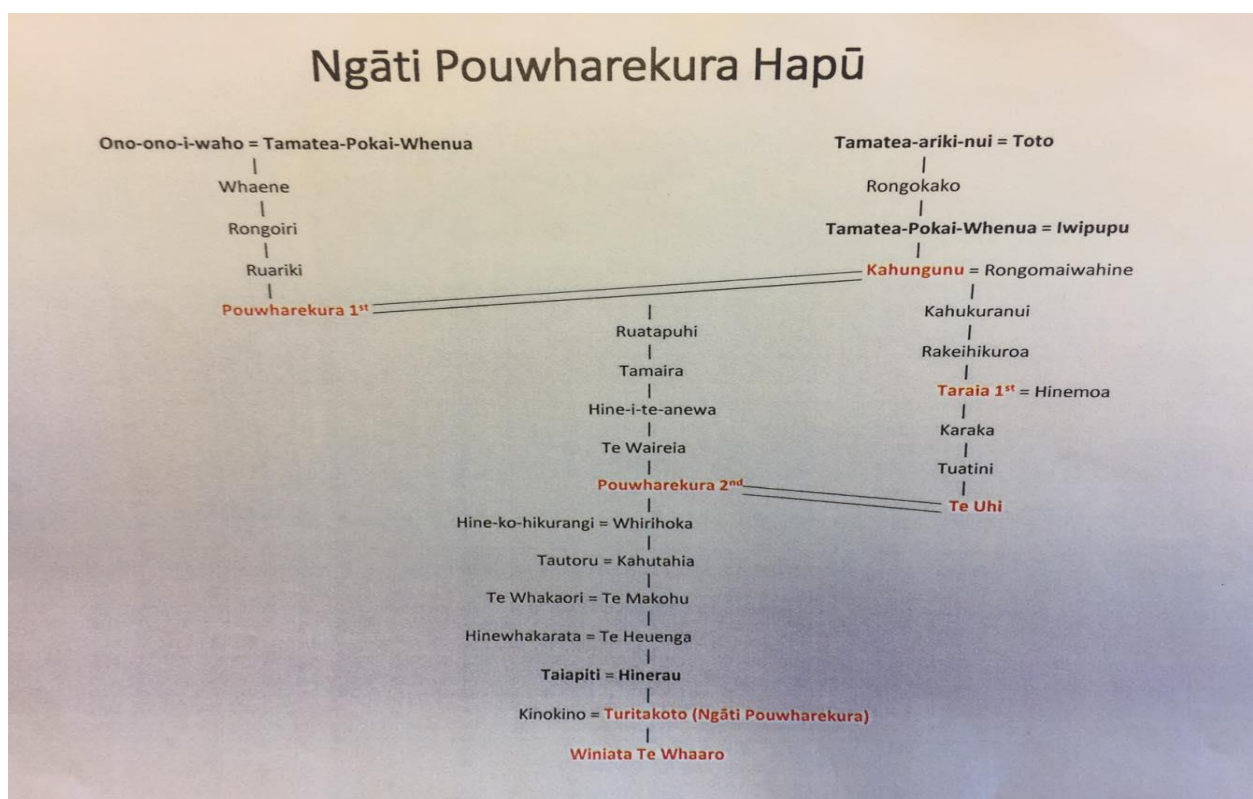 Ngāti Pouwharekura Hapū
Ono-ono-i-waho = Tamatea-Pokai-Whenua
Whaene
Rongoiri
Ruariki
Pouwharekura 1st
Tamatea-ariki-nui = Toto
Rongokako
Tamatea-Pokai-Whenua = Iwipupu
Kahungunu = Rongomaiwahine
Kahukuranui
Rakeihikuroa
Taraia 1st = Hinemoa
Karaka
Tuatini
Te Uhi
Ruatapuhi
Tamaira
Hine-i-te-anewa
Te Waireia
Pouwharekura 2nd
Hine-ko-hikurangi = Whirihoka
Tautoru = Kahutahia
Te Whakaori = Te Makohu
Hinewhakarata = Te Heuenga
Taiapiti = Hinerau
Kinokino = Turitakoto (Ngāti Pouwharekura)
Winiata Te Whaaro